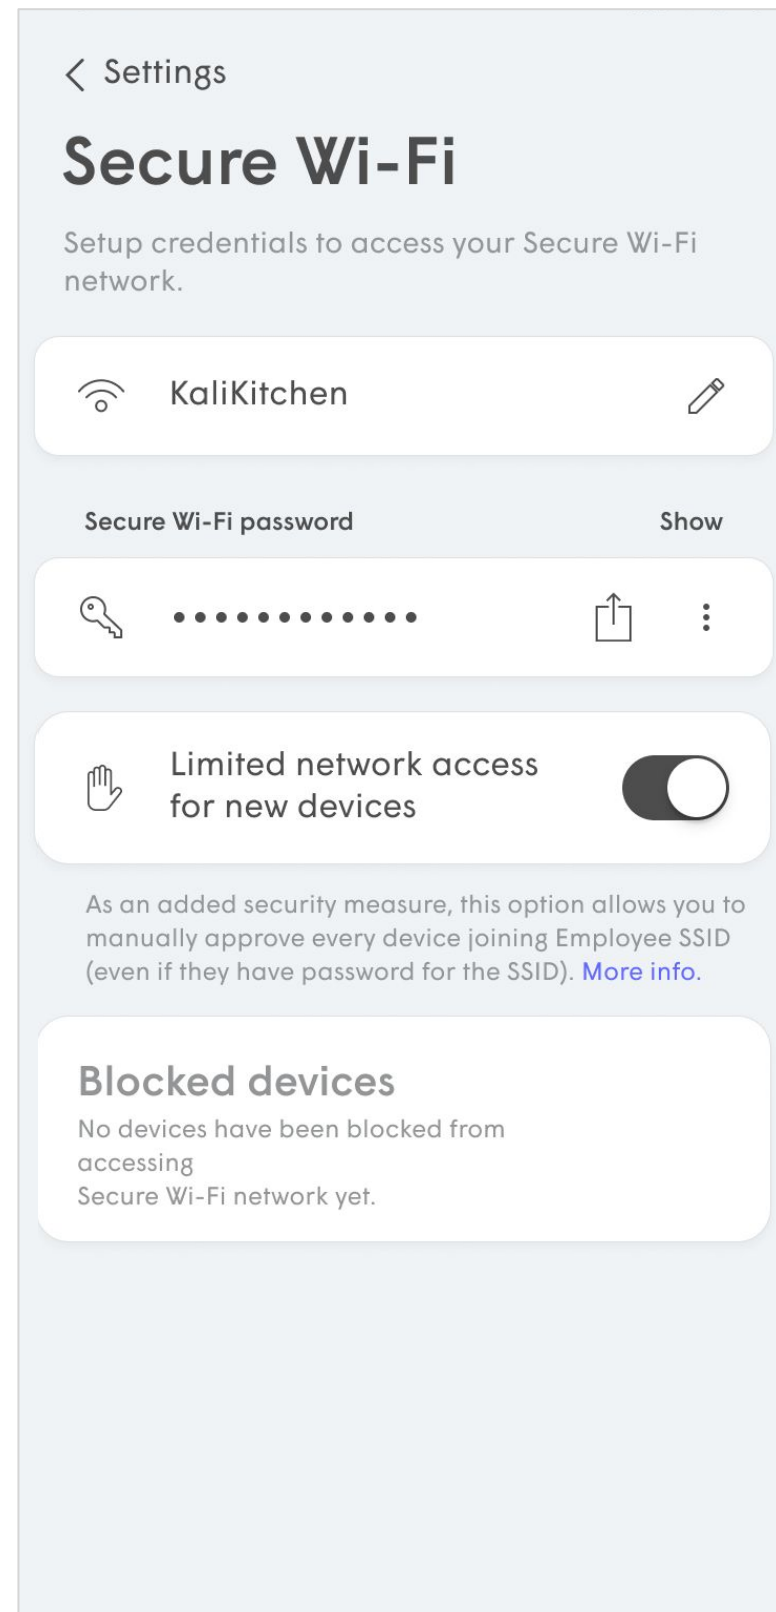 Settings
Secure Wi-Fi
Setup credentials to access your Secure Wi-Fi
network.
KaliKitchen
Secure Wi-Fi password Show
••••••••••••
Limited network access
for new devices
As an added security measure, this option allows you to
manually approve every device joining Employee SSID
(even if they have password for the SSID). More info.
Blocked devices
No devices have been blocked from
accessing
Secure Wi-Fi network yet.